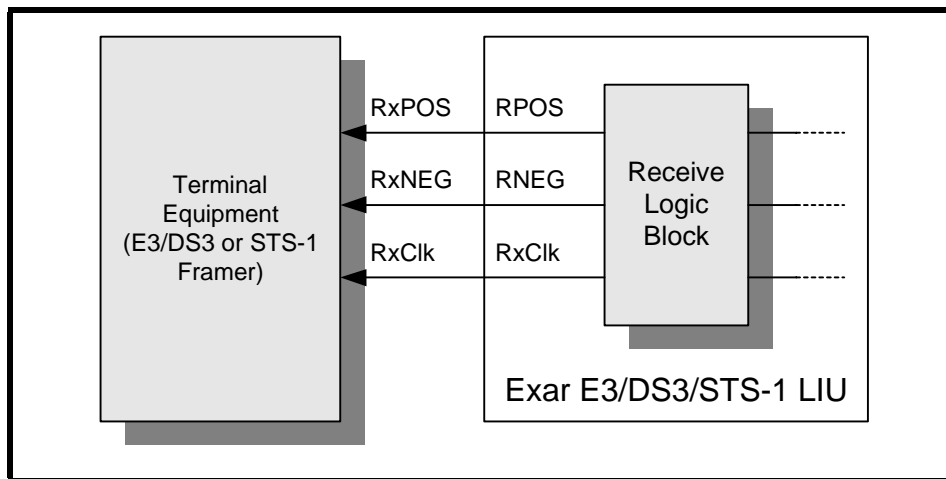 Terminal
Equipment
(E3/DS3 or STS-1
Framer)
RxPOS
RxNEG
RxClk
RPOS
RNEG
RxClk
Receive
Logic
Block
Exar E3/DS3/STS-1 LIU